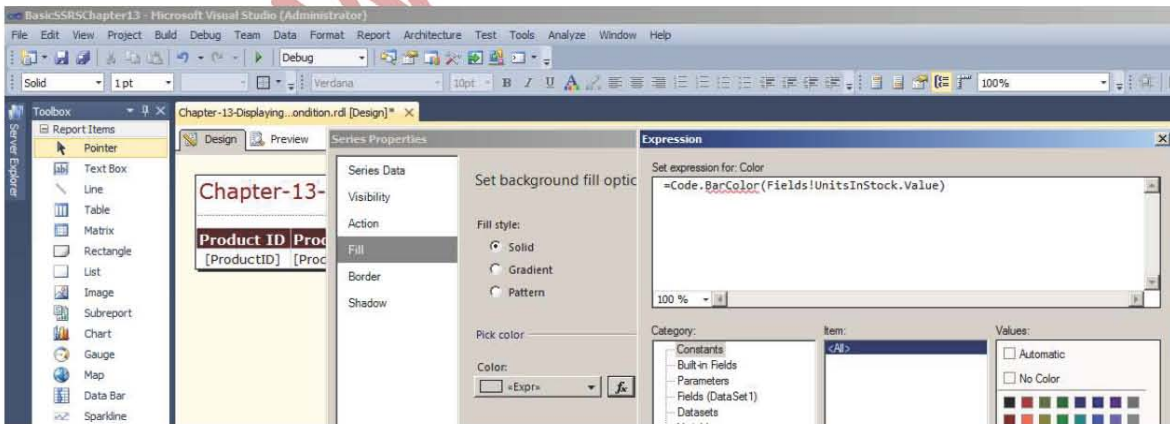 BasicSSRSChapter13 - Microsoft Visual Studio (Administrator)
File Edit View Project Build Debug Team Data Format Report Architecture Test Tools Analyze Window Help
Debug
Solid 1 pt Verdana 10pt B I U A 100%
Server Explorer
Toolbox
Report Items
Pointer
Text Box
Line
Table
Matrix
Rectangle
List
Image
Subreport
Chart
Gauge
Map
Data Bar
Sparkline
Chapter-13-Displaying...ondition.rdl [Design]*
Design Preview
Chapter-13-
Product ID Prod
[ProductID] [Prod
Series Properties
Series Data
Visibility
Action
Fill
Border
Shadow
Set background fill optic
Fill style:
Solid
Gradient
Pattern
Pick color
Color:
«Expr» fx
Expression
Set expression for: Color
=Code.BarColor(Fields!UnitsInStock.Value)
100 %
Category:
Constants
Built-in Fields
Parameters
Fields (DataSet1)
Datasets
Item:
<All>
Values:
Automatic
No Color